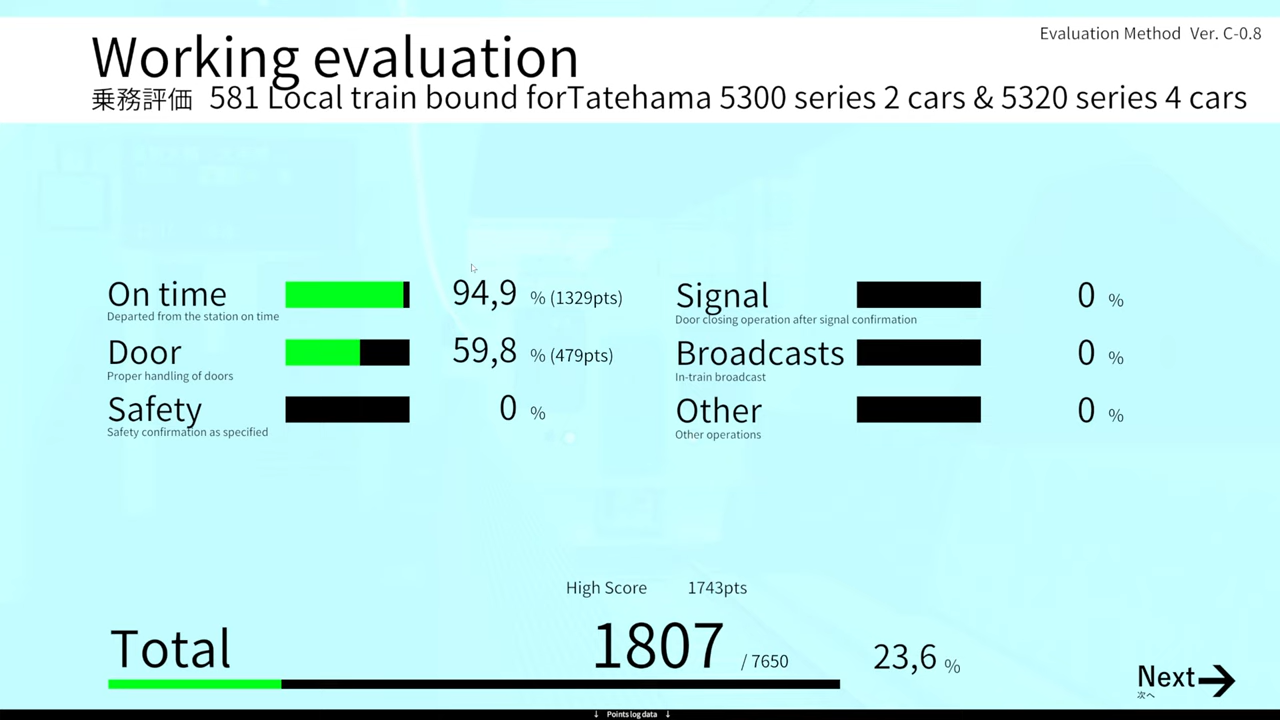 Evaluation Method Ver. C-0.8
Working evaluation
乗務評価 581 Local train bound forTatehama 5300 series 2 cars & 5320 series 4 cars
On time 94,9 % (1329pts)
Departed from the station on time
Door 59,8 % (479pts)
Proper handling of doors
Safety 0 %
Safety confirmation as specified
Signal 0 %
Door closing operation after signal confirmation
Broadcasts 0 %
In-train broadcast
Other 0 %
Other operations
High Score 1743pts
Total 1807 / 7650 23,6 %
Next
次へ
↓ Points log data ↓